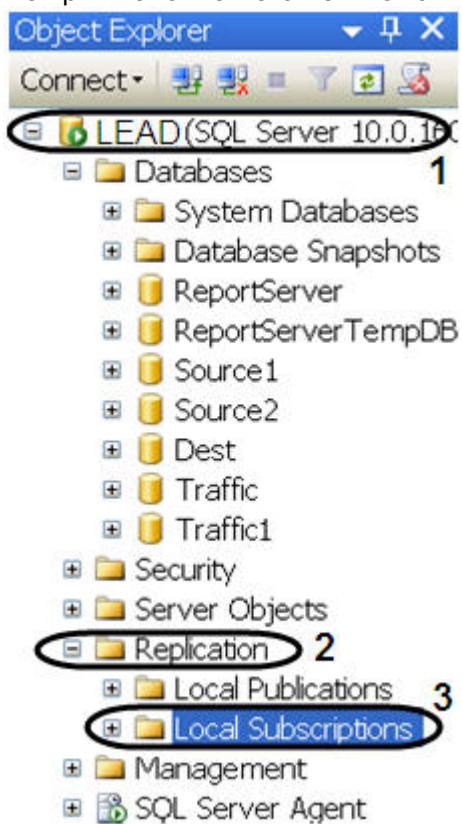 Object Explorer
Connect
LEAD(SQL Server 10.0.160
1
Databases
System Databases
Database Snapshots
ReportServer
ReportServerTempDB
Source1
Source2
Dest
Traffic
Traffic1
Security
Server Objects
Replication 2
Local Publications
3
Local Subscriptions
Management
SQL Server Agent